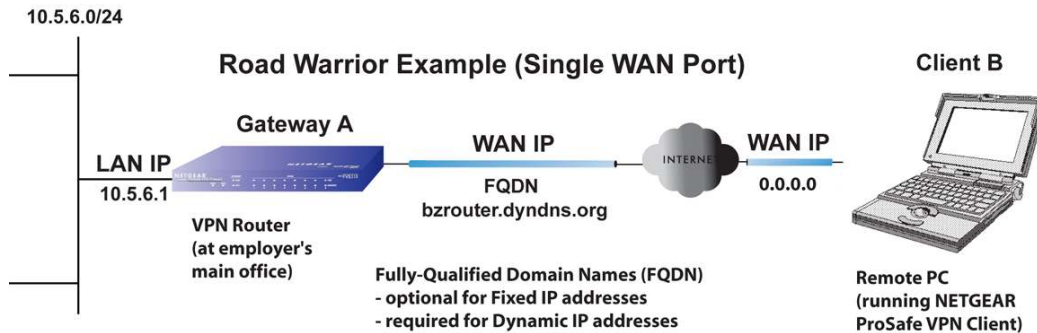 10.5.6.0/24
Road Warrior Example (Single WAN Port)
Client B
Gateway A
LAN IP
10.5.6.1
NETGEAR
WAN IP
FQDN
bzrouter.dyndns.org
INTERNET
WAN IP
0.0.0.0
VPN Router
(at employer's
main office)
Fully-Qualified Domain Names (FQDN)
- optional for Fixed IP addresses
- required for Dynamic IP addresses
Remote PC
(running NETGEAR
ProSafe VPN Client)